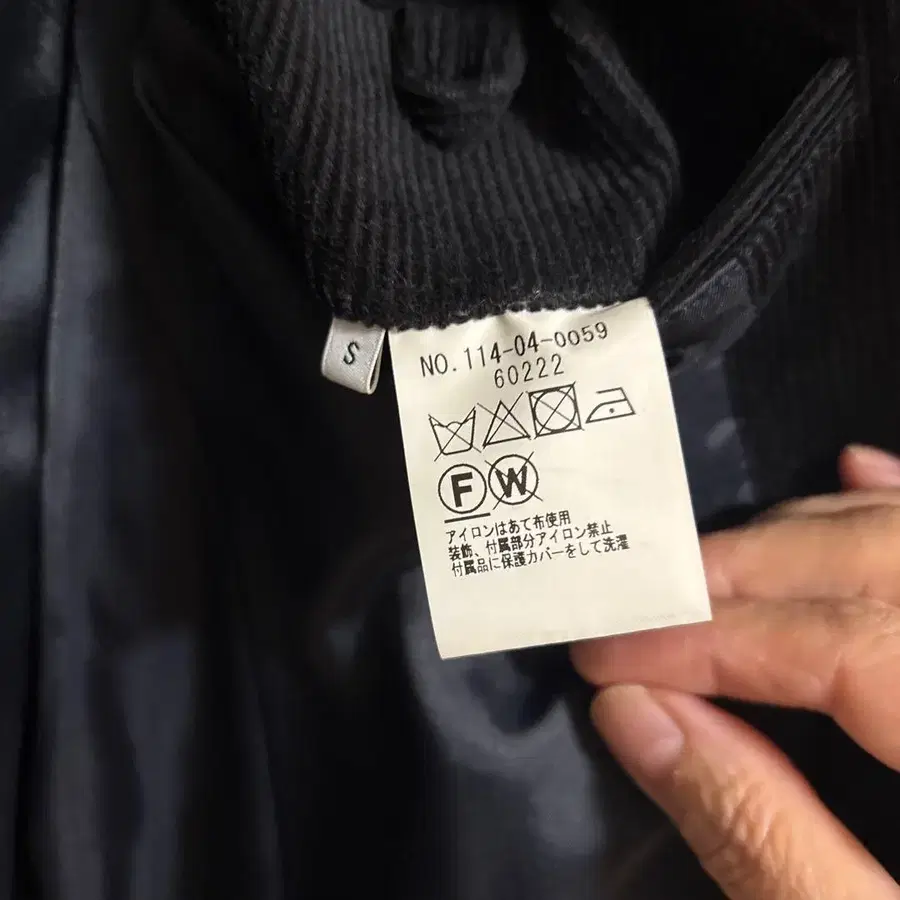 S
NO. 114-04-0059
60222
F W
アイロンはあて布使用
装飾、付属部分アイロン禁止
付属品に保護カバーをして洗濯